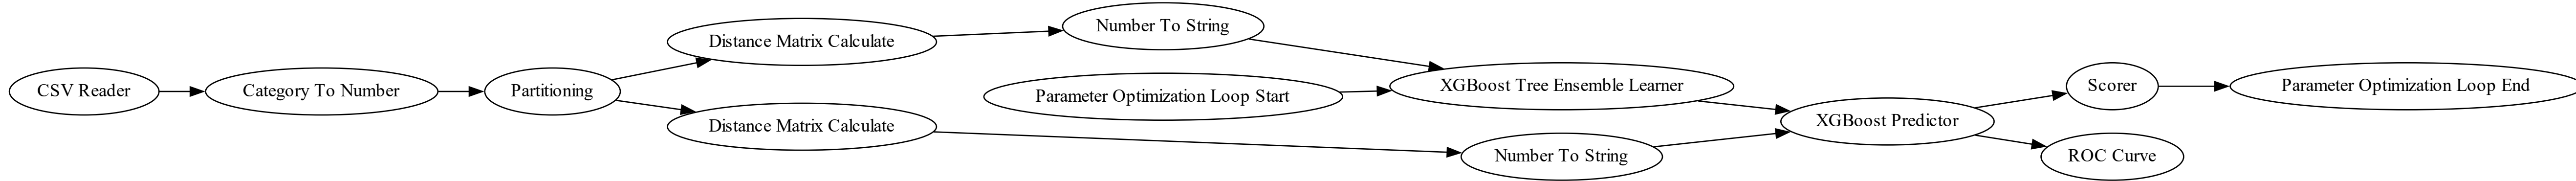 CSV Reader
Category To Number
Partitioning
Distance Matrix Calculate
Distance Matrix Calculate
Number To String
Parameter Optimization Loop Start
XGBoost Tree Ensemble Learner
Number To String
XGBoost Predictor
Scorer
ROC Curve
Parameter Optimization Loop End